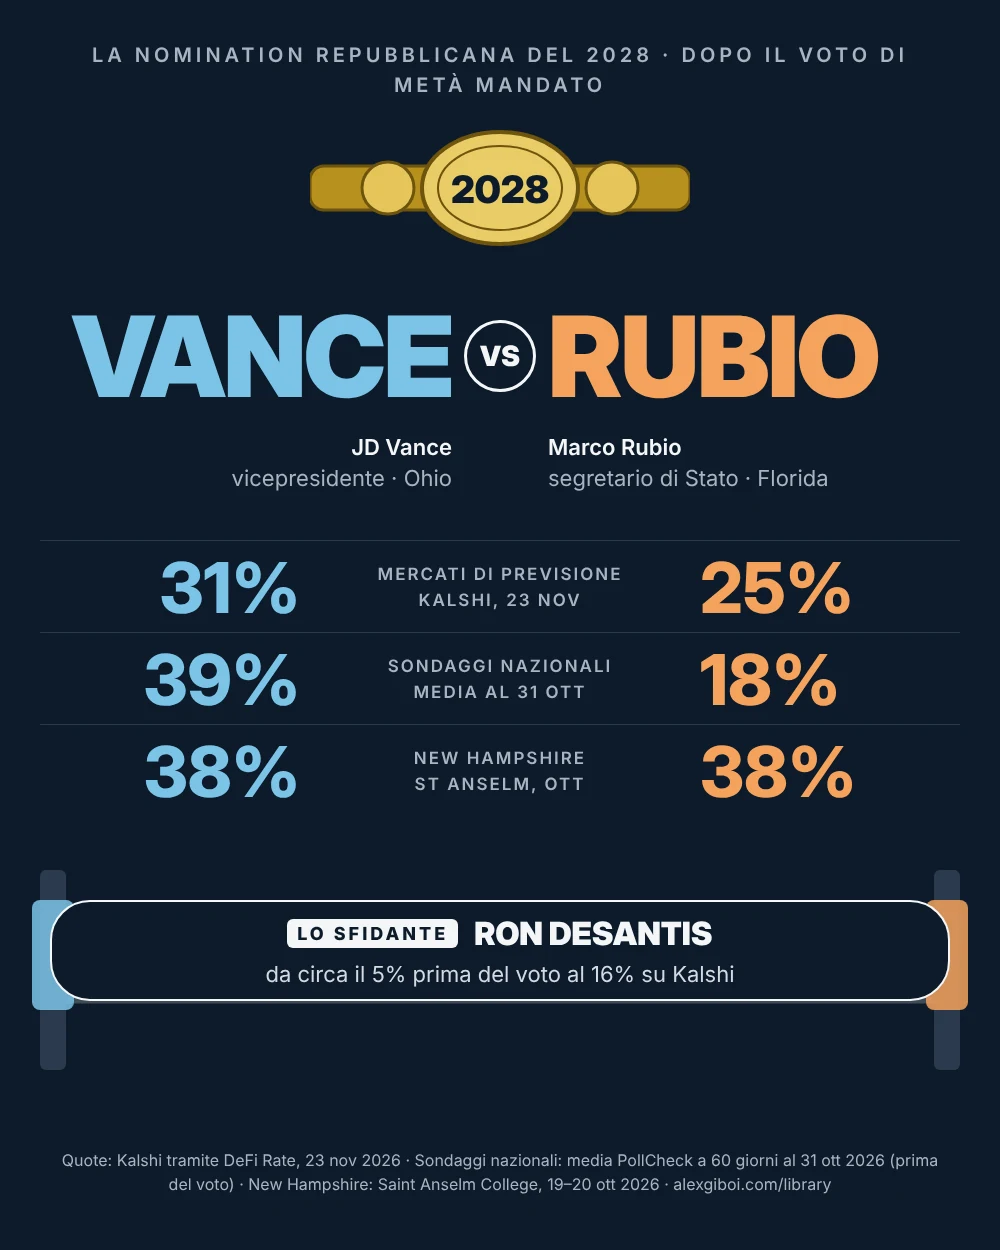 LA NOMINATION REPUBBLICANA DEL 2028 · DOPO IL VOTO DI
METÀ MANDATO
2028
VANCE VS RUBIO
JD Vance
vicepresidente · Ohio
Marco Rubio
segretario di Stato · Florida
31%
MERCATI DI PREVISIONE
KALSHI, 23 NOV
25%
39%
SONDAGGI NAZIONALI
MEDIA AL 31 OTT
18%
38%
NEW HAMPSHIRE
ST ANSELM, OTT
38%
LO SFIDANTE RON DESANTIS
da circa il 5% prima del voto al 16% su Kalshi
Quote: Kalshi tramite DeFi Rate, 23 nov 2026 · Sondaggi nazionali: media PollCheck a 60 giorni al 31 ott 2026 (prima
del voto) · New Hampshire: Saint Anselm College, 19–20 ott 2026 · alexgiboi.com/library